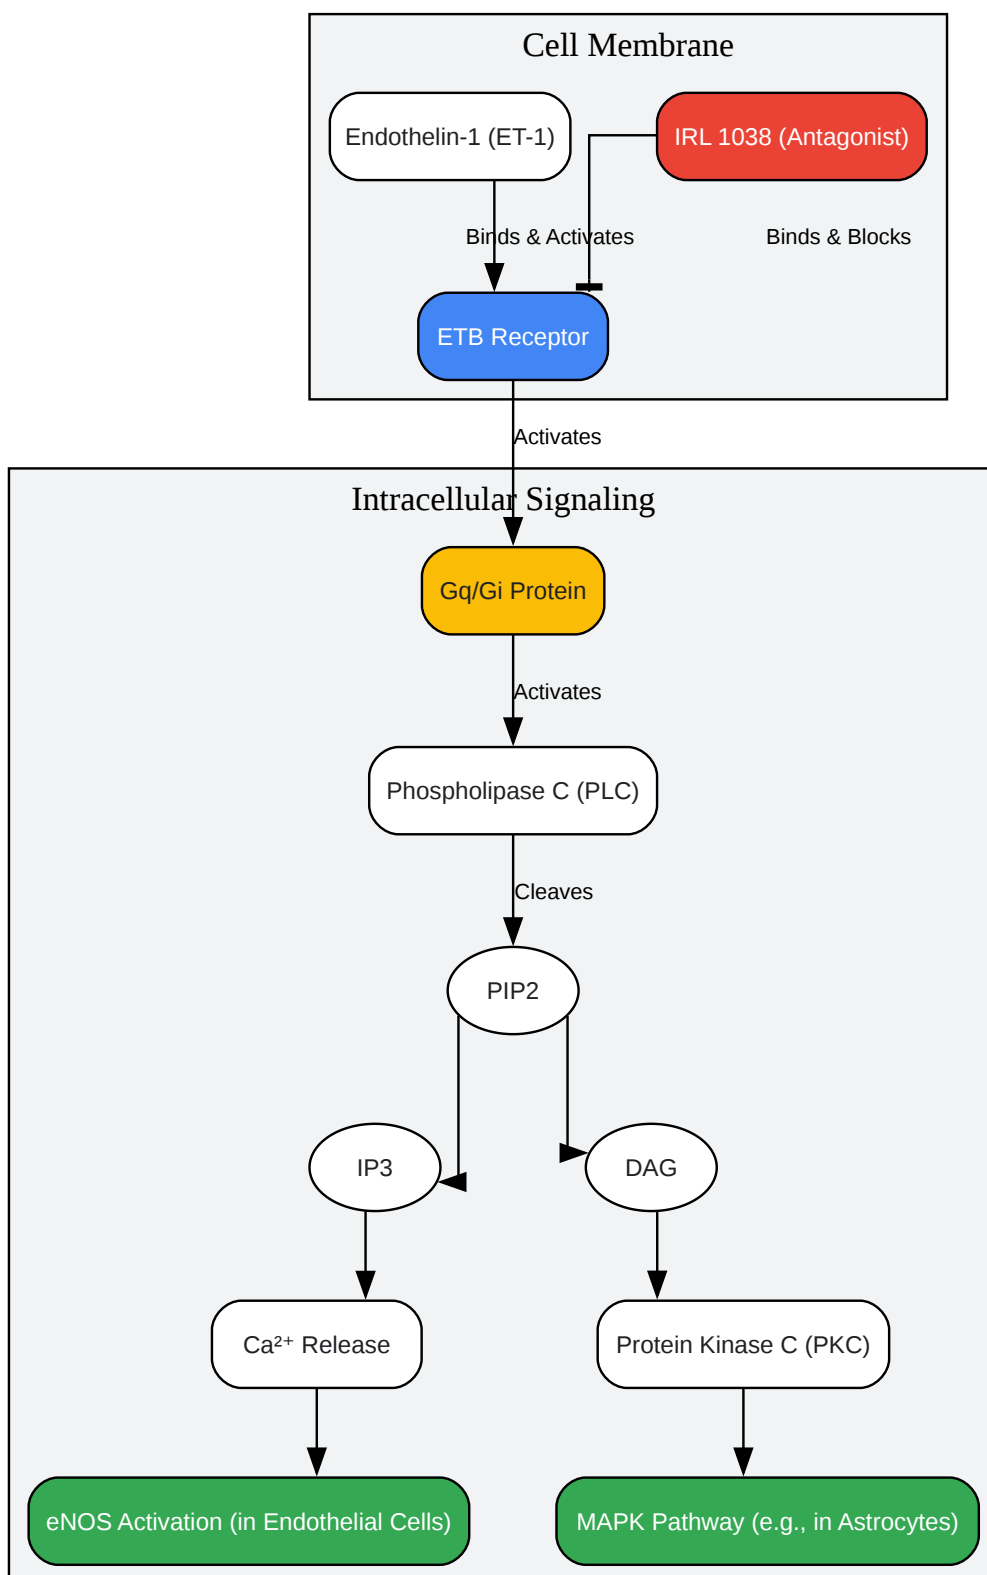 Cell Membrane
Endothelin-1 (ET-1)
IRL 1038 (Antagonist)
Binds & Activates
Binds & Blocks
ETB Receptor
Activates
Intracellular Signaling
Gq/Gi Protein
Activates
Phospholipase C (PLC)
Cleaves
PIP2
IP3
DAG
Ca²⁺ Release
Protein Kinase C (PKC)
eNOS Activation (in Endothelial Cells)
MAPK Pathway (e.g., in Astrocytes)